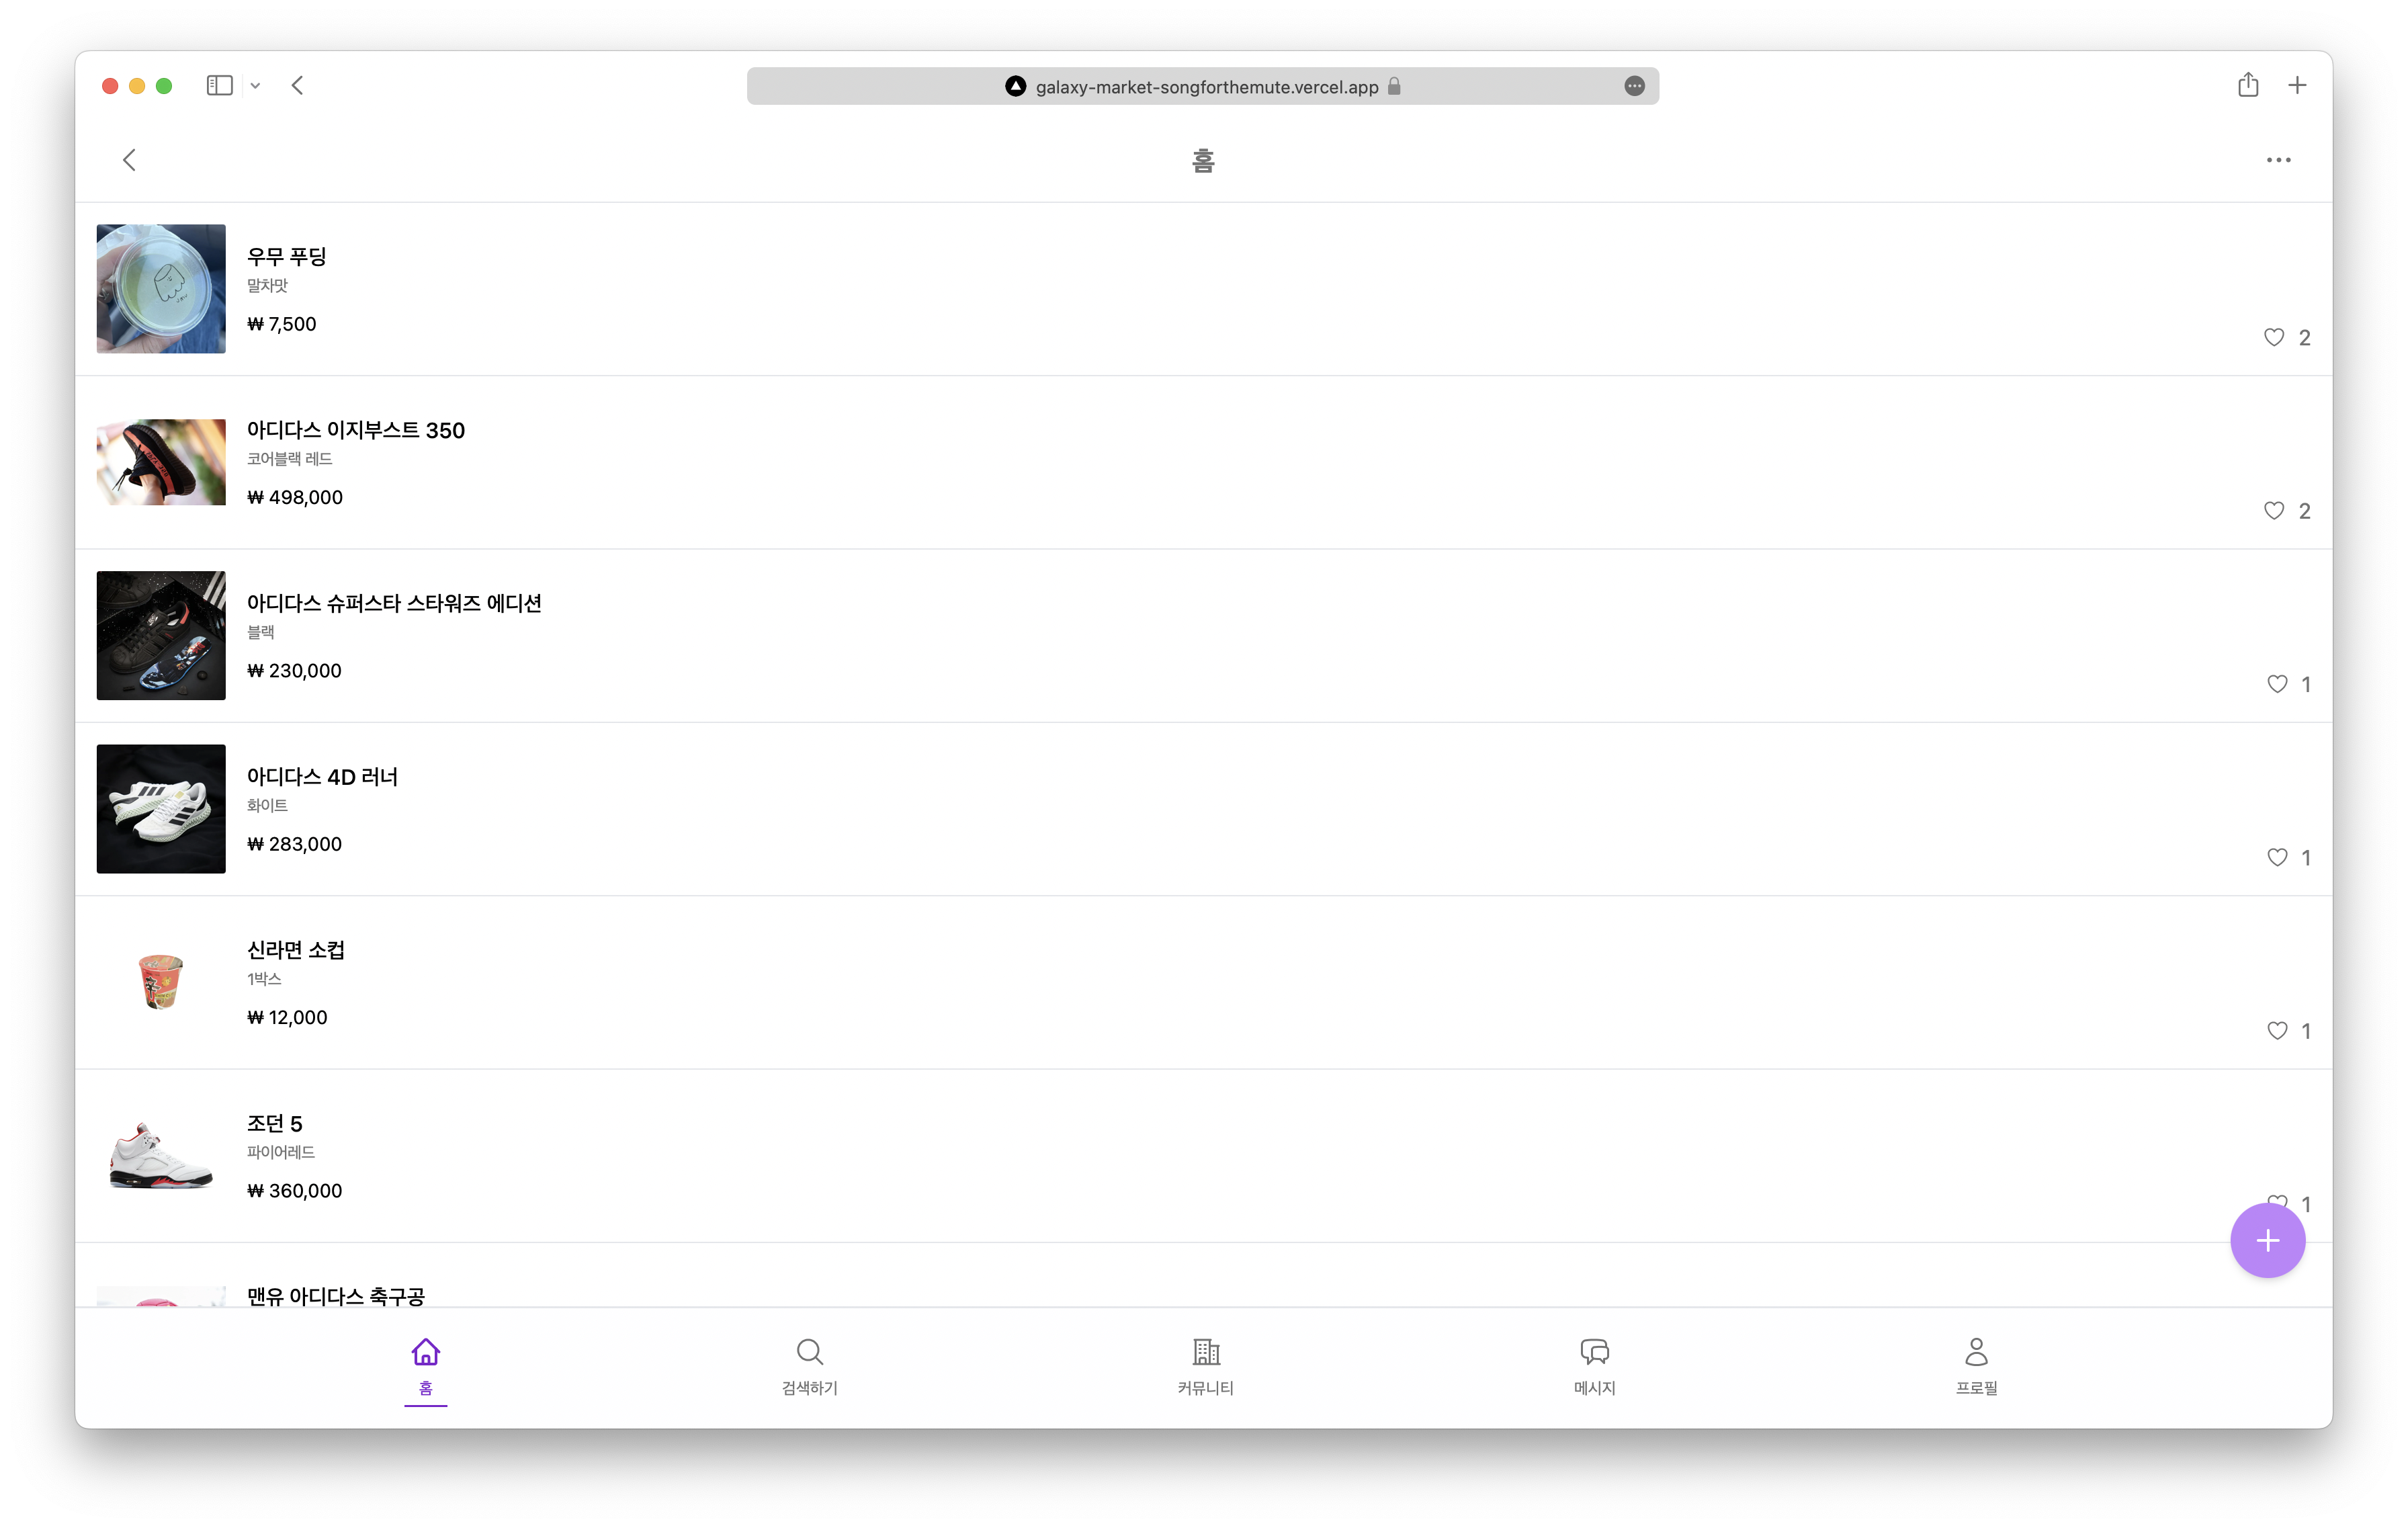 galaxy-market-songforthemute.vercel.app
홈
우무 푸딩
말차맛
₩ 7,500
2
아디다스 이지부스트 350
코어블랙 레드
₩ 498,000
2
아디다스 슈퍼스타 스타워즈 에디션
블랙
₩ 230,000
1
아디다스 4D 러너
화이트
₩ 283,000
1
신라면 소컵
1박스
₩ 12,000
1
조던 5
파이어레드
₩ 360,000
1
맨유 아디다스 축구공
홈
검색하기
커뮤니티
메시지
프로필